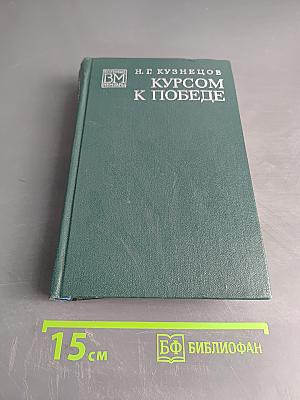 ВМ
Н. Г. КУЗНЕЦОВ
КУРСОМ
К ПОБЕДЕ
15 см
БФ БИБЛИОФАН